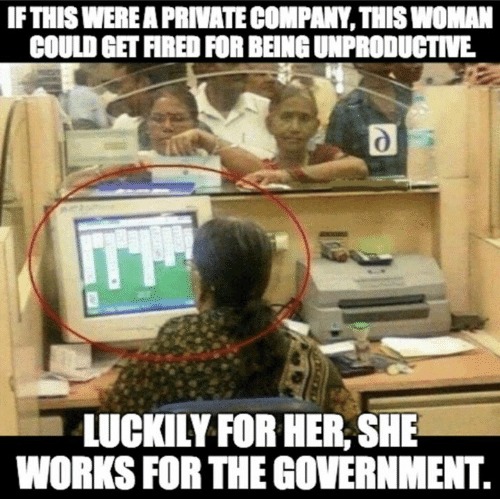 IF THIS WERE A PRIVATE COMPANY, THIS WOMAN
COULD GET FIRED FOR BEING UNPRODUCTIVE.
LUCKILY FOR HER, SHE
WORKS FOR THE GOVERNMENT.